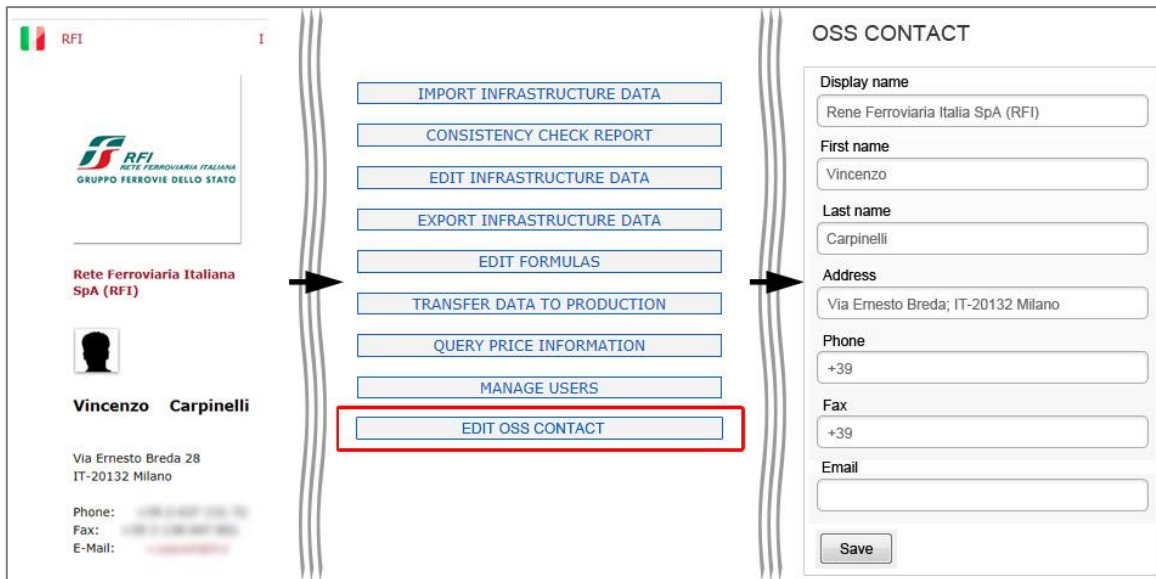 RFI I
RFI
RETE FERROVIARIA ITALIANA
GRUPPO FERROVIE DELLO STATO
Rete Ferroviaria Italiana
SpA (RFI)
Vincenzo Carpinelli
Via Ernesto Breda 28
IT-20132 Milano
Phone:
Fax:
E-Mail:
IMPORT INFRASTRUCTURE DATA
CONSISTENCY CHECK REPORT
EDIT INFRASTRUCTURE DATA
EXPORT INFRASTRUCTURE DATA
EDIT FORMULAS
TRANSFER DATA TO PRODUCTION
QUERY PRICE INFORMATION
MANAGE USERS
EDIT OSS CONTACT
OSS CONTACT
Display name
Rene Ferroviaria Italia SpA (RFI)
First name
Vincenzo
Last name
Carpinelli
Address
Via Ernesto Breda; IT-20132 Milano
Phone
+39
Fax
+39
Email
Save